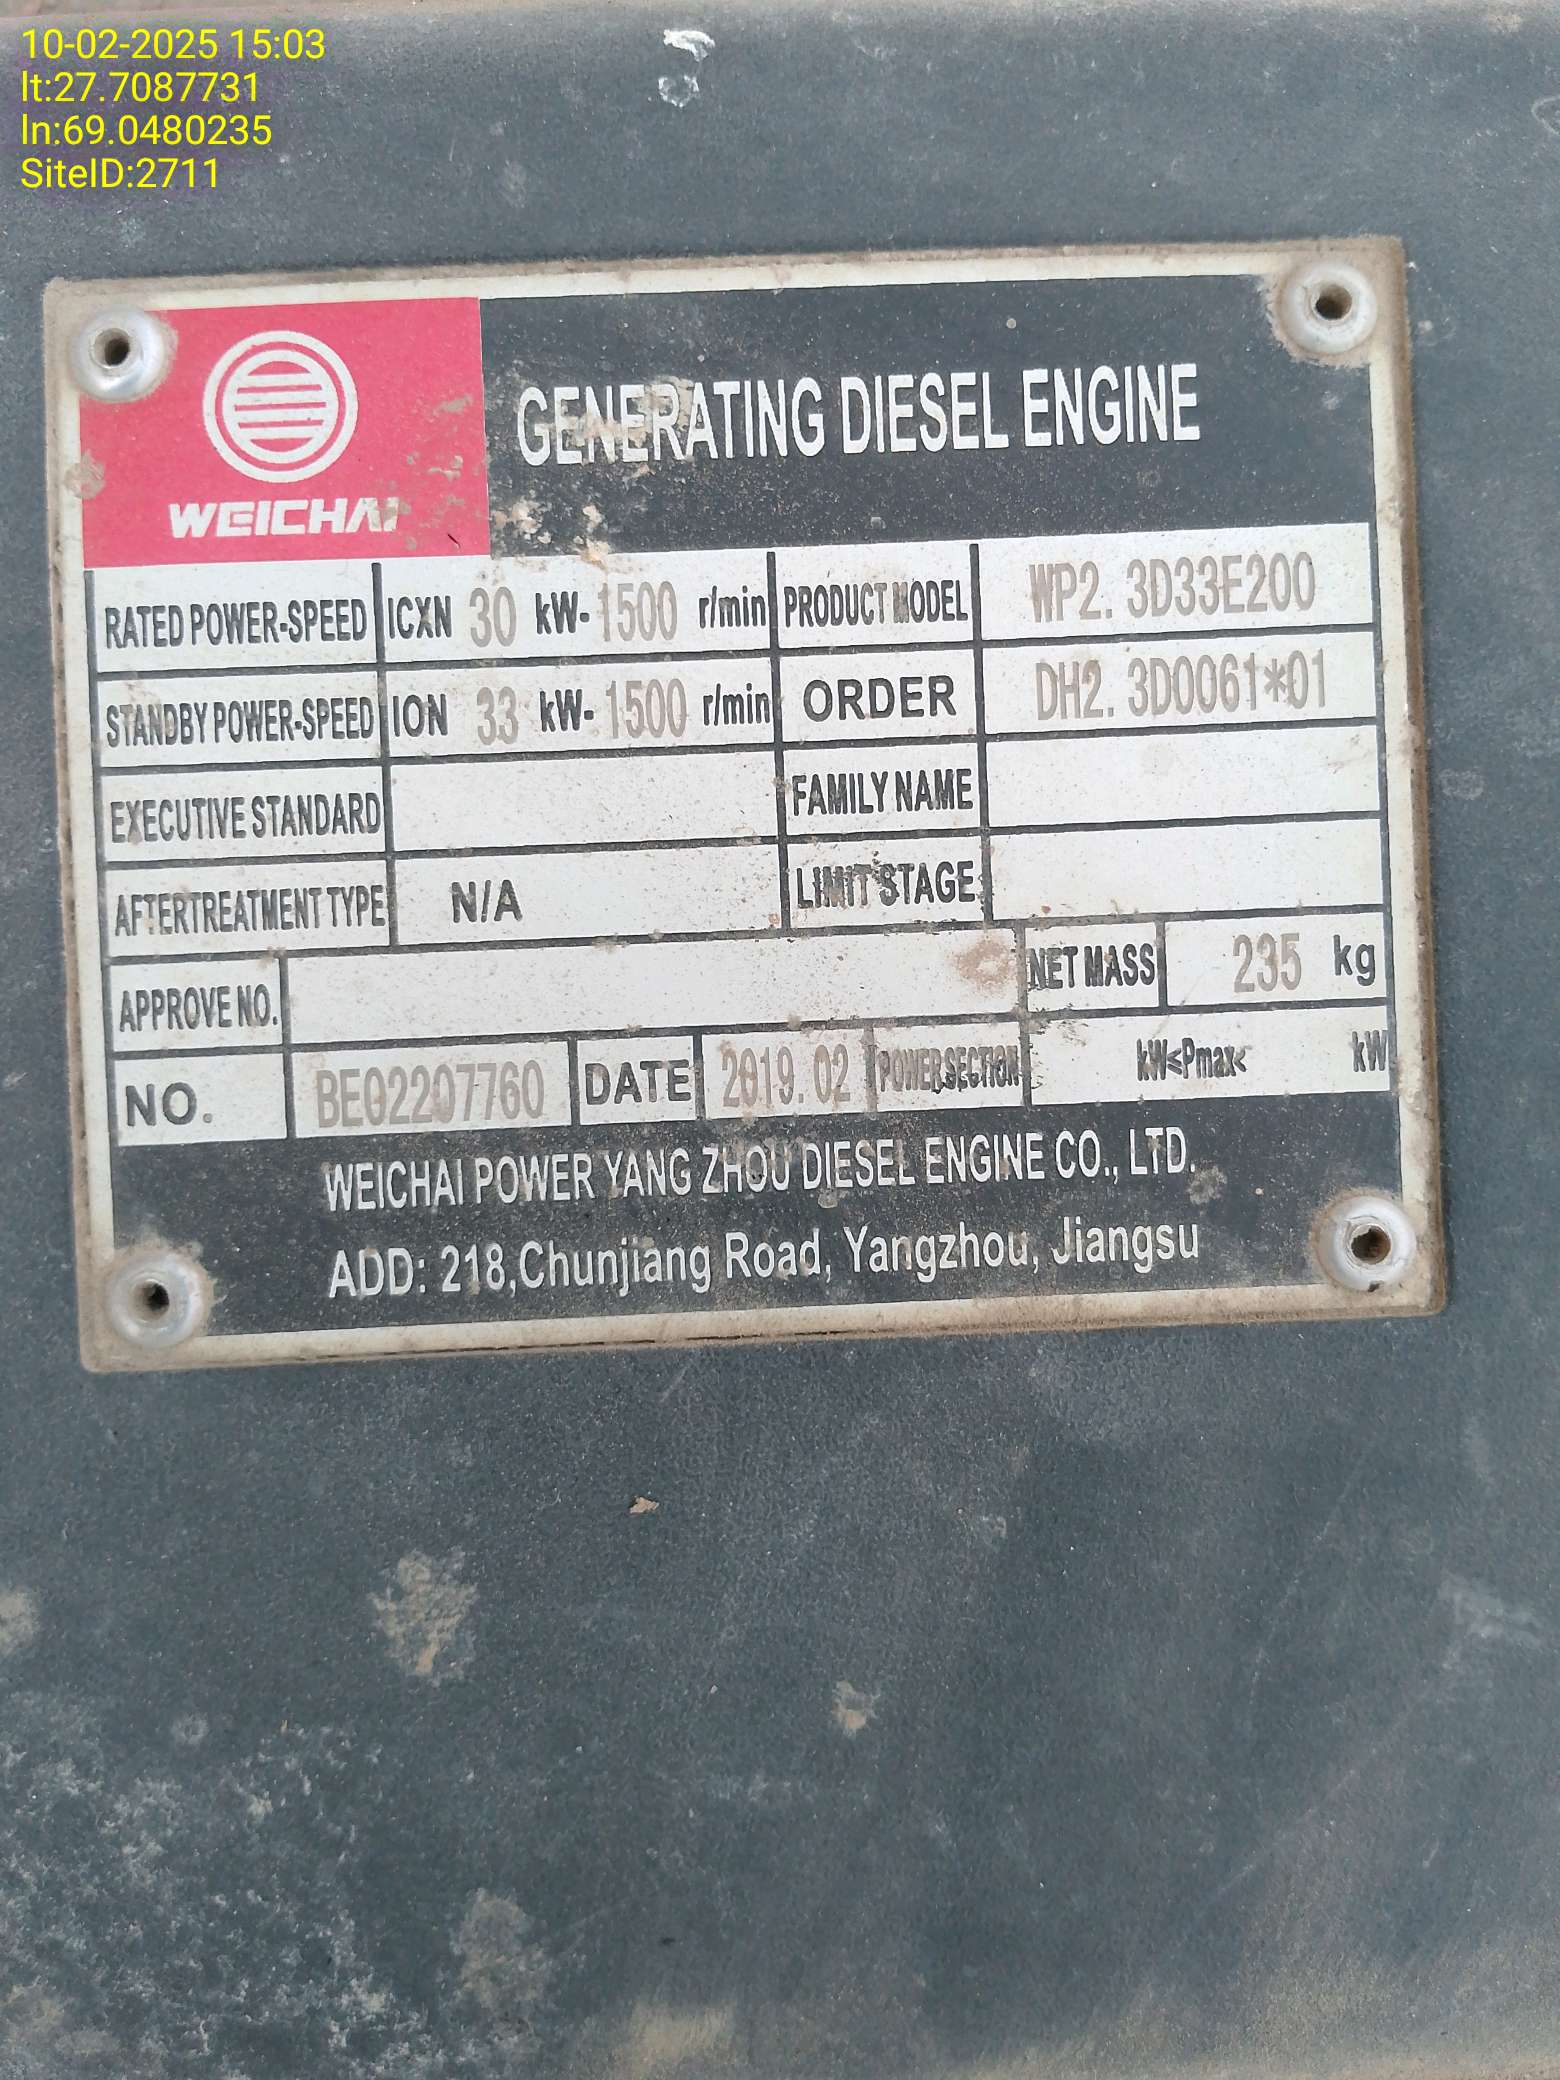 10-02-2025 15:03
lt:27.7087731
ln:69.0480235
SiteID:2711
WEICHAI
GENERATING DIESEL ENGINE
RATED POWER-SPEED ICXN 30 kW- 1500 r/min PRODUCT MODEL WP2. 3D33E200
STANDBY POWER-SPEED ION 33 kW- 1500 r/min ORDER DH2. 3D0061*01
EXECUTIVE STANDARD FAMILY NAME
AFTERTREATMENT TYPE N/A LIMIT STAGE
APPROVE NO. NET MASS 235 kg
NO. BE02207760 DATE 2019. 02 POWER SECTION kW<Pmax< kW
WEICHAI POWER YANG ZHOU DIESEL ENGINE CO., LTD.
ADD: 218,Chunjiang Road, Yangzhou, Jiangsu